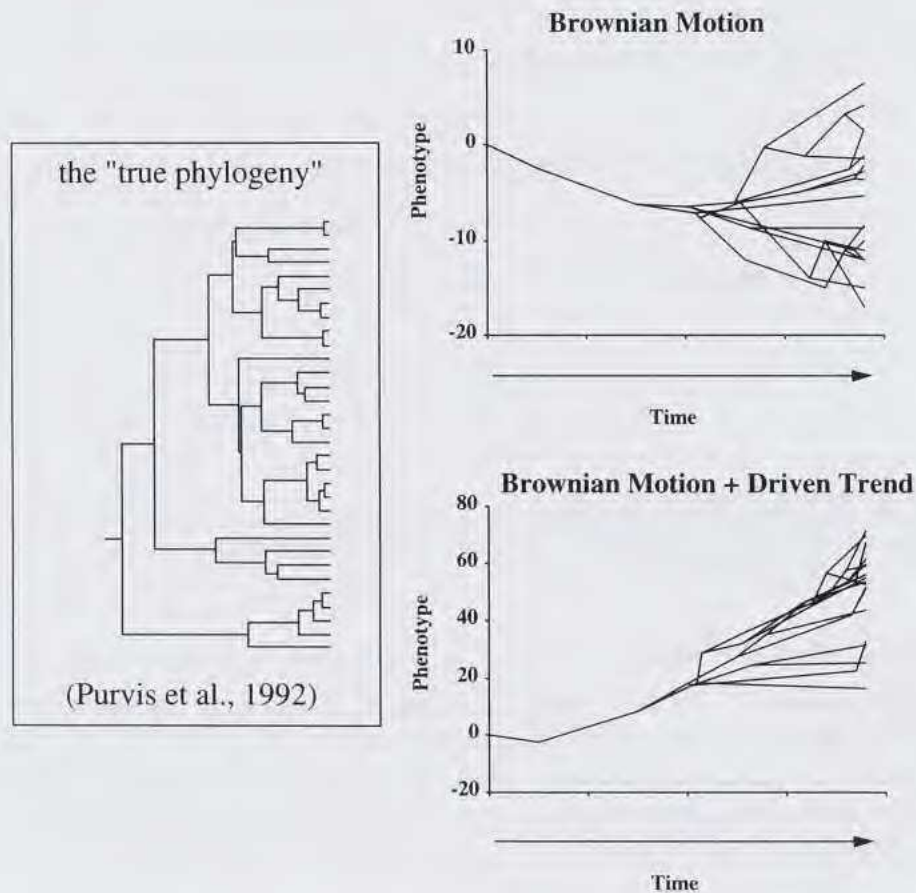 the "true phylogeny"
(Purvis et al., 1992)
Brownian Motion
10
0
-10
-20
Phenotype
Time
Brownian Motion + Driven Trend
80
60
40
20
0
-20
Phenotype
Time